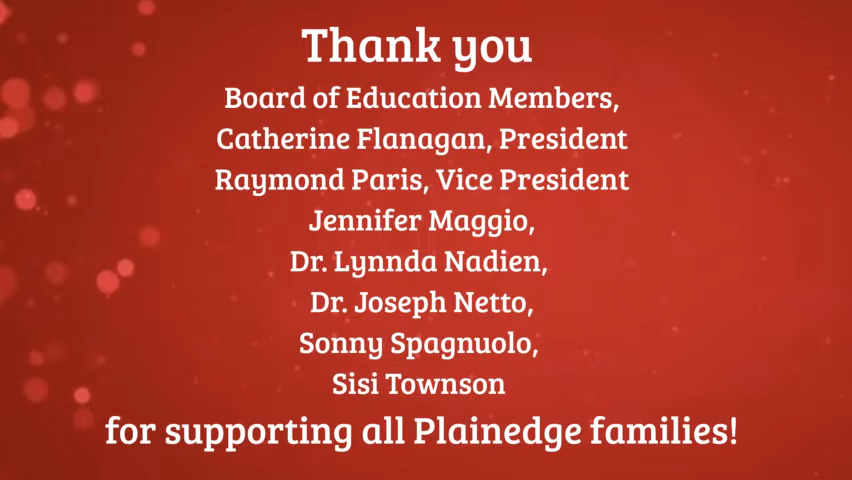 Thank you
Board of Education Members,
Catherine Flanagan, President
Raymond Paris, Vice President
Jennifer Maggio,
Dr. Lynnda Nadien,
Dr. Joseph Netto,
Sonny Spagnuolo,
Sisi Townson
for supporting all Plainedge families!